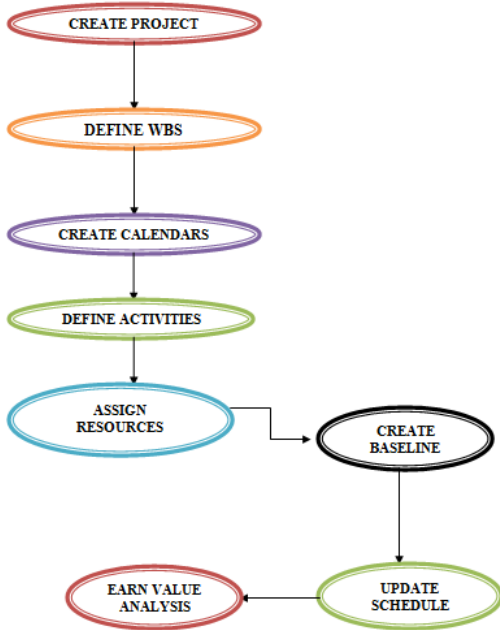 CREATE PROJECT
DEFINE WBS
CREATE CALENDARS
DEFINE ACTIVITIES
ASSIGN
RESOURCES
CREATE
BASELINE
UPDATE
SCHEDULE
EARN VALUE
ANALYSIS